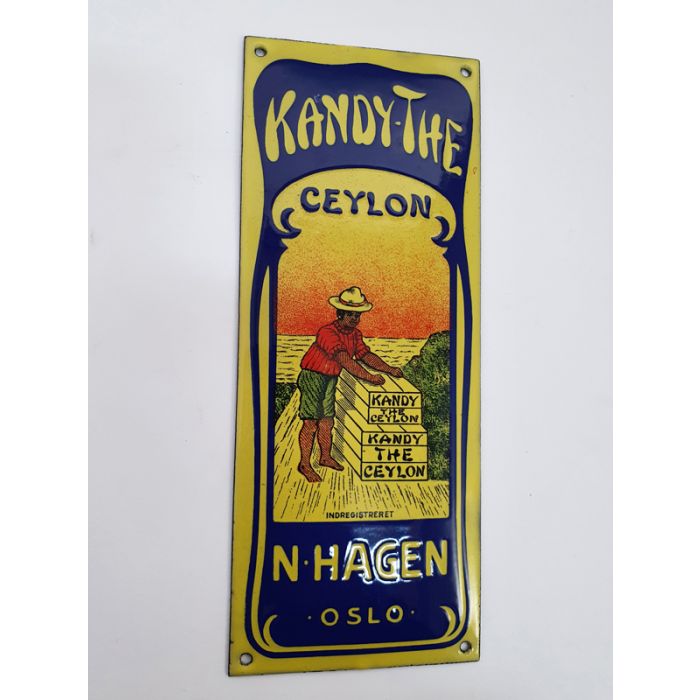 KANDY·THE
CEYLON
KANDY
THE
CEYLON
KANDY
THE
CEYLON
INDREGISTRERET
N·HAGEN
·OSLO·